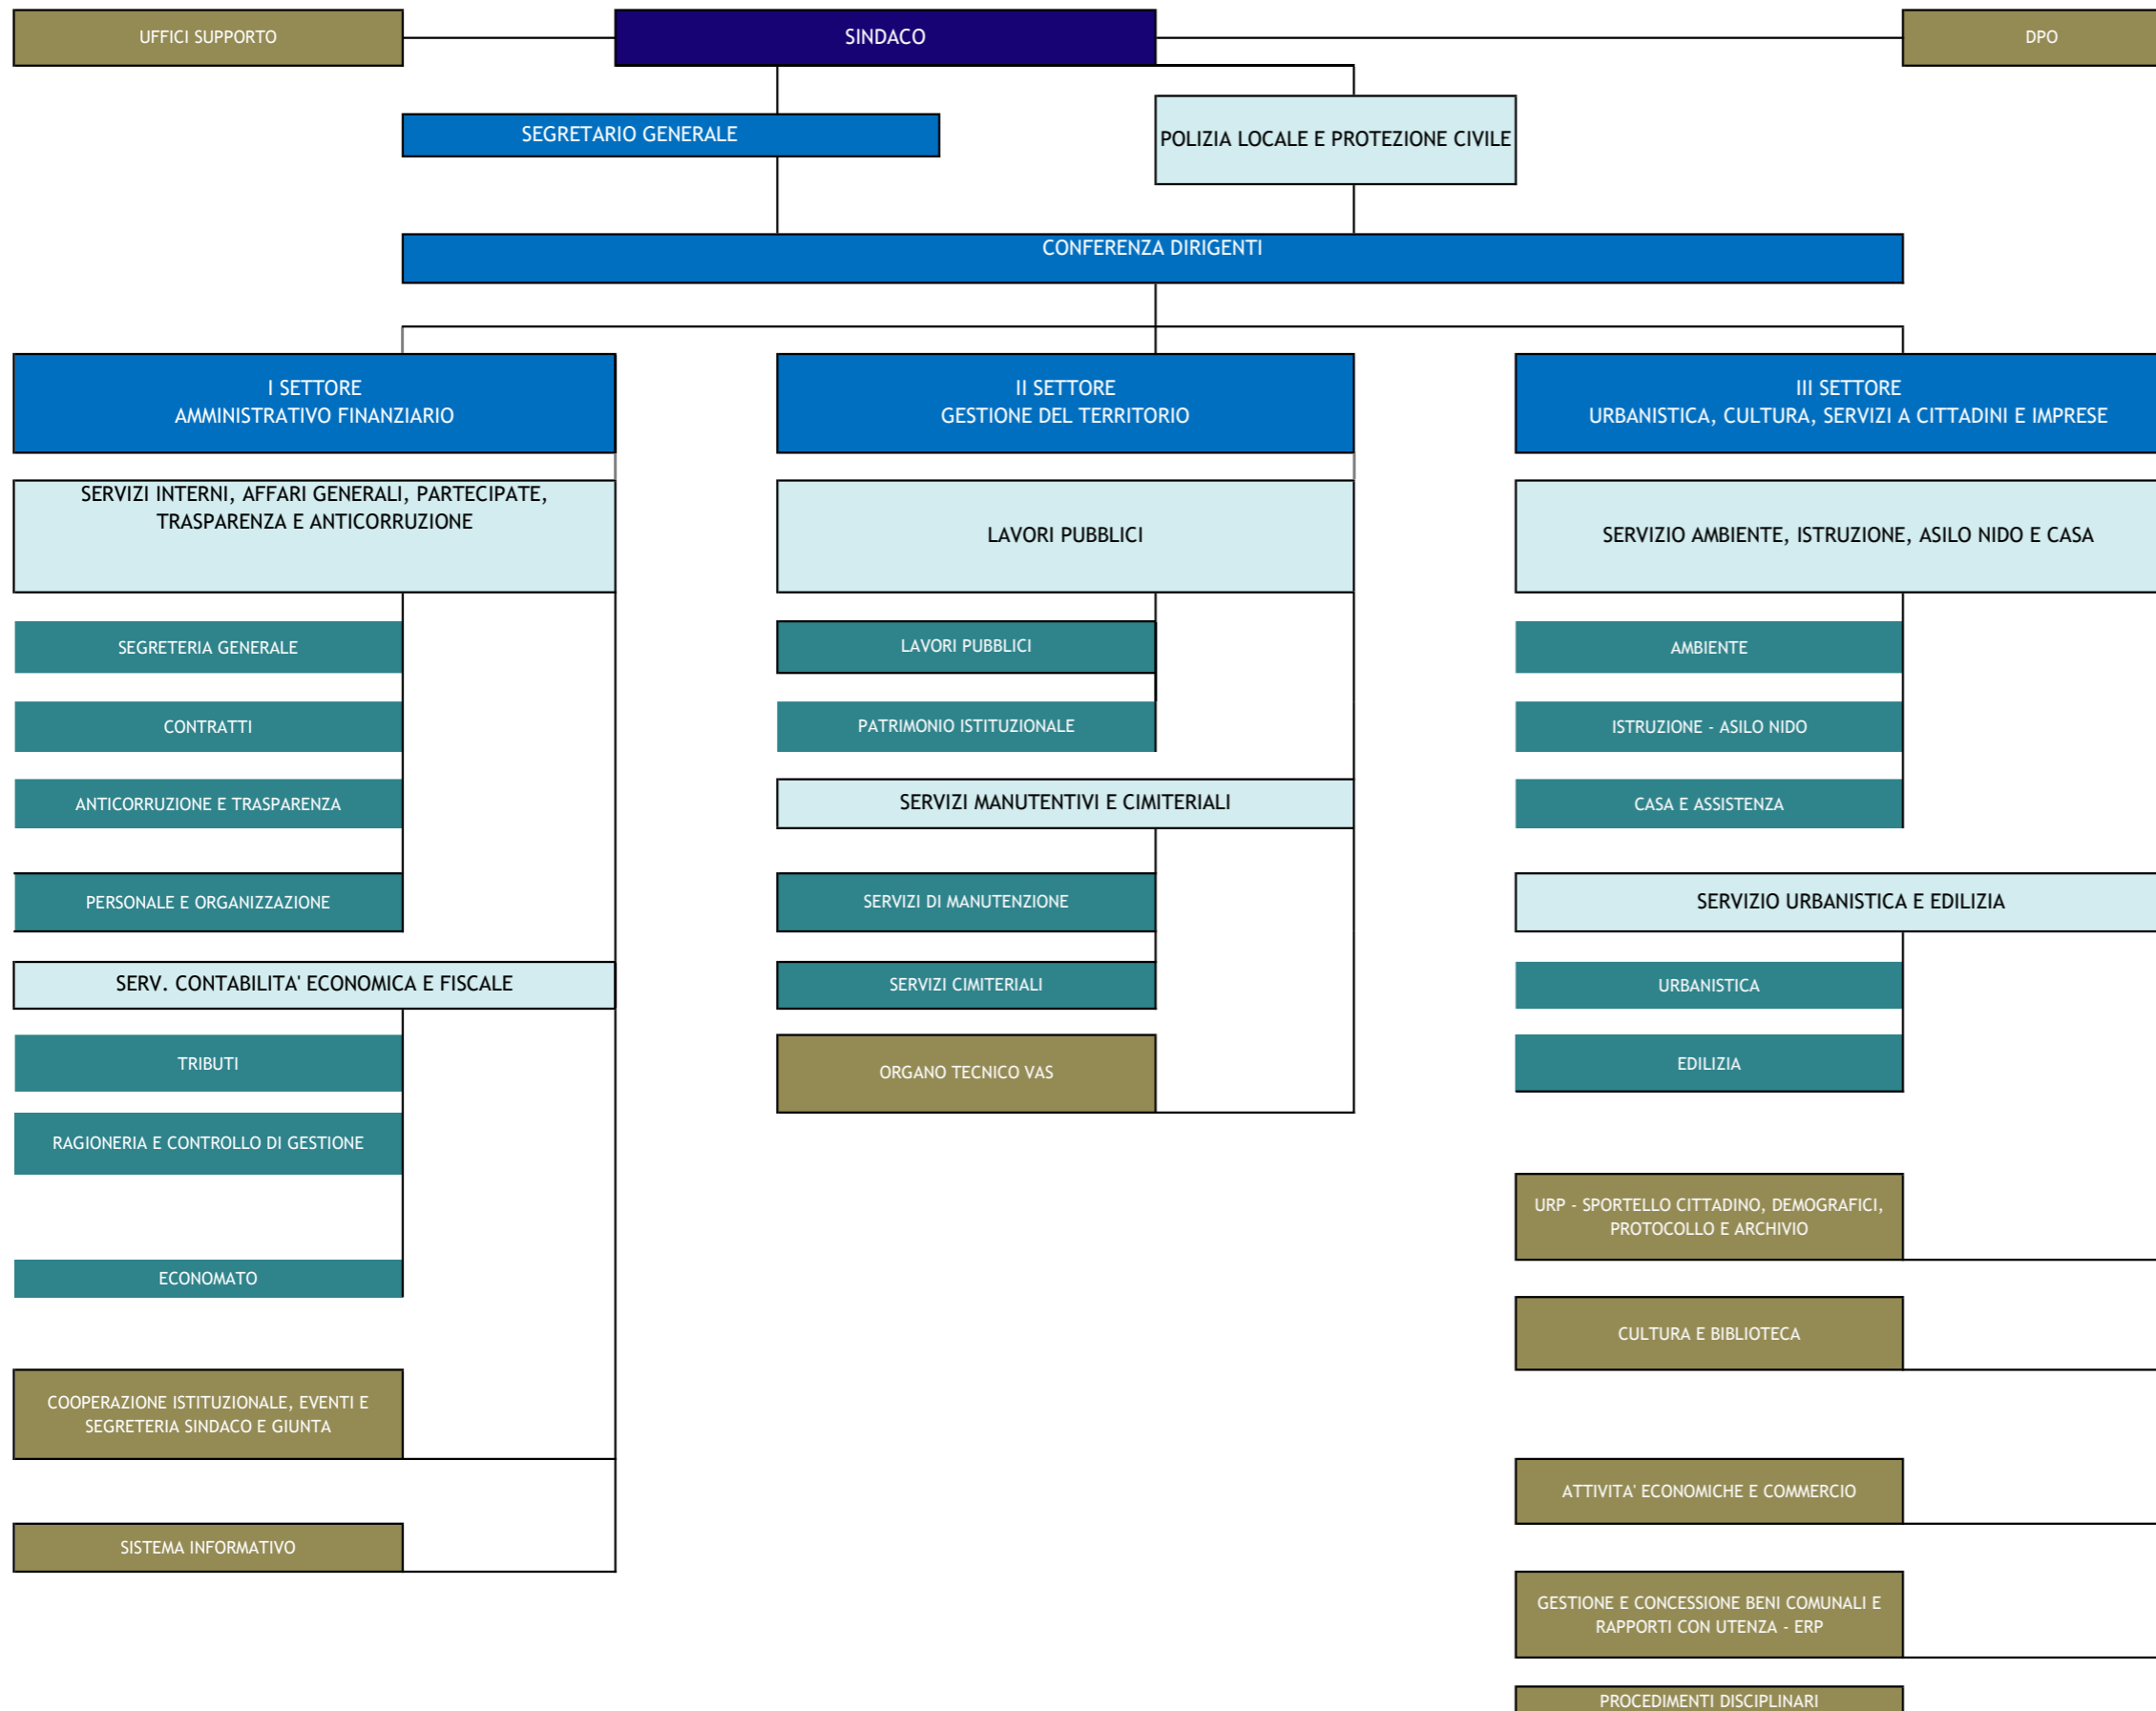 UFFICI SUPPORTO
SINDACO
DPO
SEGRETARIO GENERALE
POLIZIA LOCALE E PROTEZIONE CIVILE
CONFERENZA DIRIGENTI
I SETTORE
AMMINISTRATIVO FINANZIARIO
SERVIZI INTERNI, AFFARI GENERALI, PARTECIPATE,
TRASPARENZA E ANTICORRUZIONE
SEGRETERIA GENERALE
CONTRATTI
ANTICORRUZIONE E TRASPARENZA
PERSONALE E ORGANIZZAZIONE
SERV. CONTABILITA' ECONOMICA E FISCALE
TRIBUTI
RAGIONERIA E CONTROLLO DI GESTIONE
ECONOMATO
COOPERAZIONE ISTITUZIONALE, EVENTI E
SEGRETERIA SINDACO E GIUNTA
SISTEMA INFORMATIVO
II SETTORE
GESTIONE DEL TERRITORIO
LAVORI PUBBLICI
LAVORI PUBBLICI
PATRIMONIO ISTITUZIONALE
SERVIZI MANUTENTIVI E CIMITERIALI
SERVIZI DI MANUTENZIONE
SERVIZI CIMITERIALI
ORGANO TECNICO VAS
III SETTORE
URBANISTICA, CULTURA, SERVIZI A CITTADINI E IMPRESE
SERVIZIO AMBIENTE, ISTRUZIONE, ASILO NIDO E CASA
AMBIENTE
ISTRUZIONE - ASILO NIDO
CASA E ASSISTENZA
SERVIZIO URBANISTICA E EDILIZIA
URBANISTICA
EDILIZIA
URP - SPORTELLO CITTADINO, DEMOGRAFICI,
PROTOCOLLO E ARCHIVIO
CULTURA E BIBLIOTECA
ATTIVITA' ECONOMICHE E COMMERCIO
GESTIONE E CONCESSIONE BENI COMUNALI E
RAPPORTI CON UTENZA - ERP
PROCEDIMENTI DISCIPLINARI